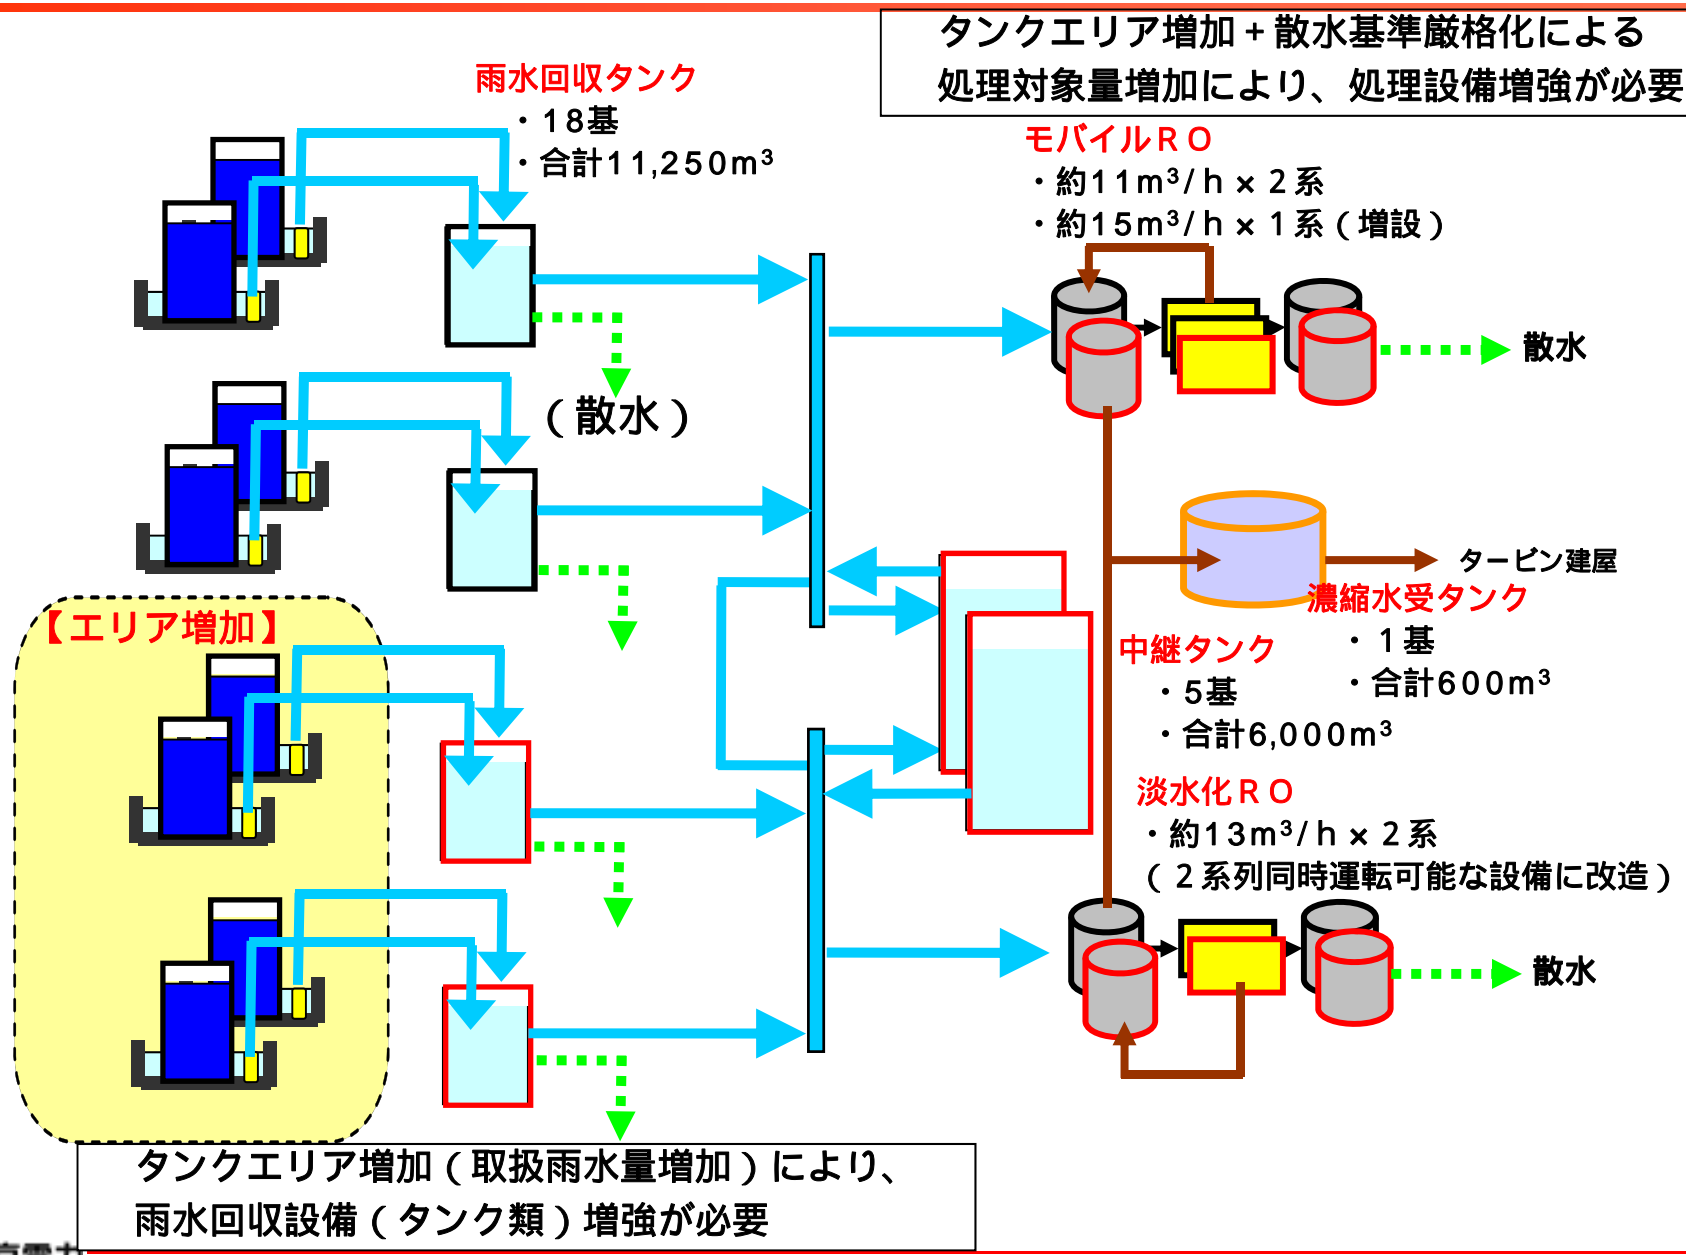 タンクエリア増加+散水基準厳格化による
処理対象量増加により、処理設備増強が必要
雨水回収タンク
・18基
・合計11,250m³
モバイルRO
・約11m³/h×2系
・約15m³/h×1系(増設)
散水
(散水)
タービン建屋
濃縮水受タンク
・1基
・合計600m³
【エリア増加】
中継タンク
・5基
・合計6,000m³
淡水化RO
・約13m³/h×2系
(2系列同時運転可能な設備に改造)
散水
タンクエリア増加(取扱雨水量増加)により、
雨水回収設備(タンク類)増強が必要